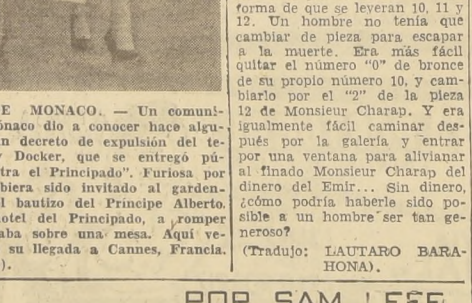 E MONACO. — Un comuni-
ónaco dio a conocer hace algu-
n decreto de expulsión del te-
y Docker, que se entregó pú-
tra el Principado". Furiosa por
biera sido invitado al garden-
l bautizo del Príncipe Alberto,
otel del Principado, a romper
aba sobre una mesa. Aquí ve-
su llegada a Cannes, Francia.
).
forma de que se leyeran 10, 11 y
12. Un hombre no tenía que
cambiar de pieza para escapar
a la muerte. Era más fácil
quitar el número "0" de bronce
de su propio número 10, y cam-
biarlo por el "2" de la pieza
12 de Monsieur Charap. Y era
igualmente fácil caminar des-
pués por la galería y entrar
por una ventana para alivianar
al finado Monsieur Charap del
dinero del Emir... Sin dinero,
¿cómo podría haberle sido po-
sible a un hombre ser tan ge-
neroso?
(Tradujo: LAUTARO BARA-
HONA).
POR SAM LEFF